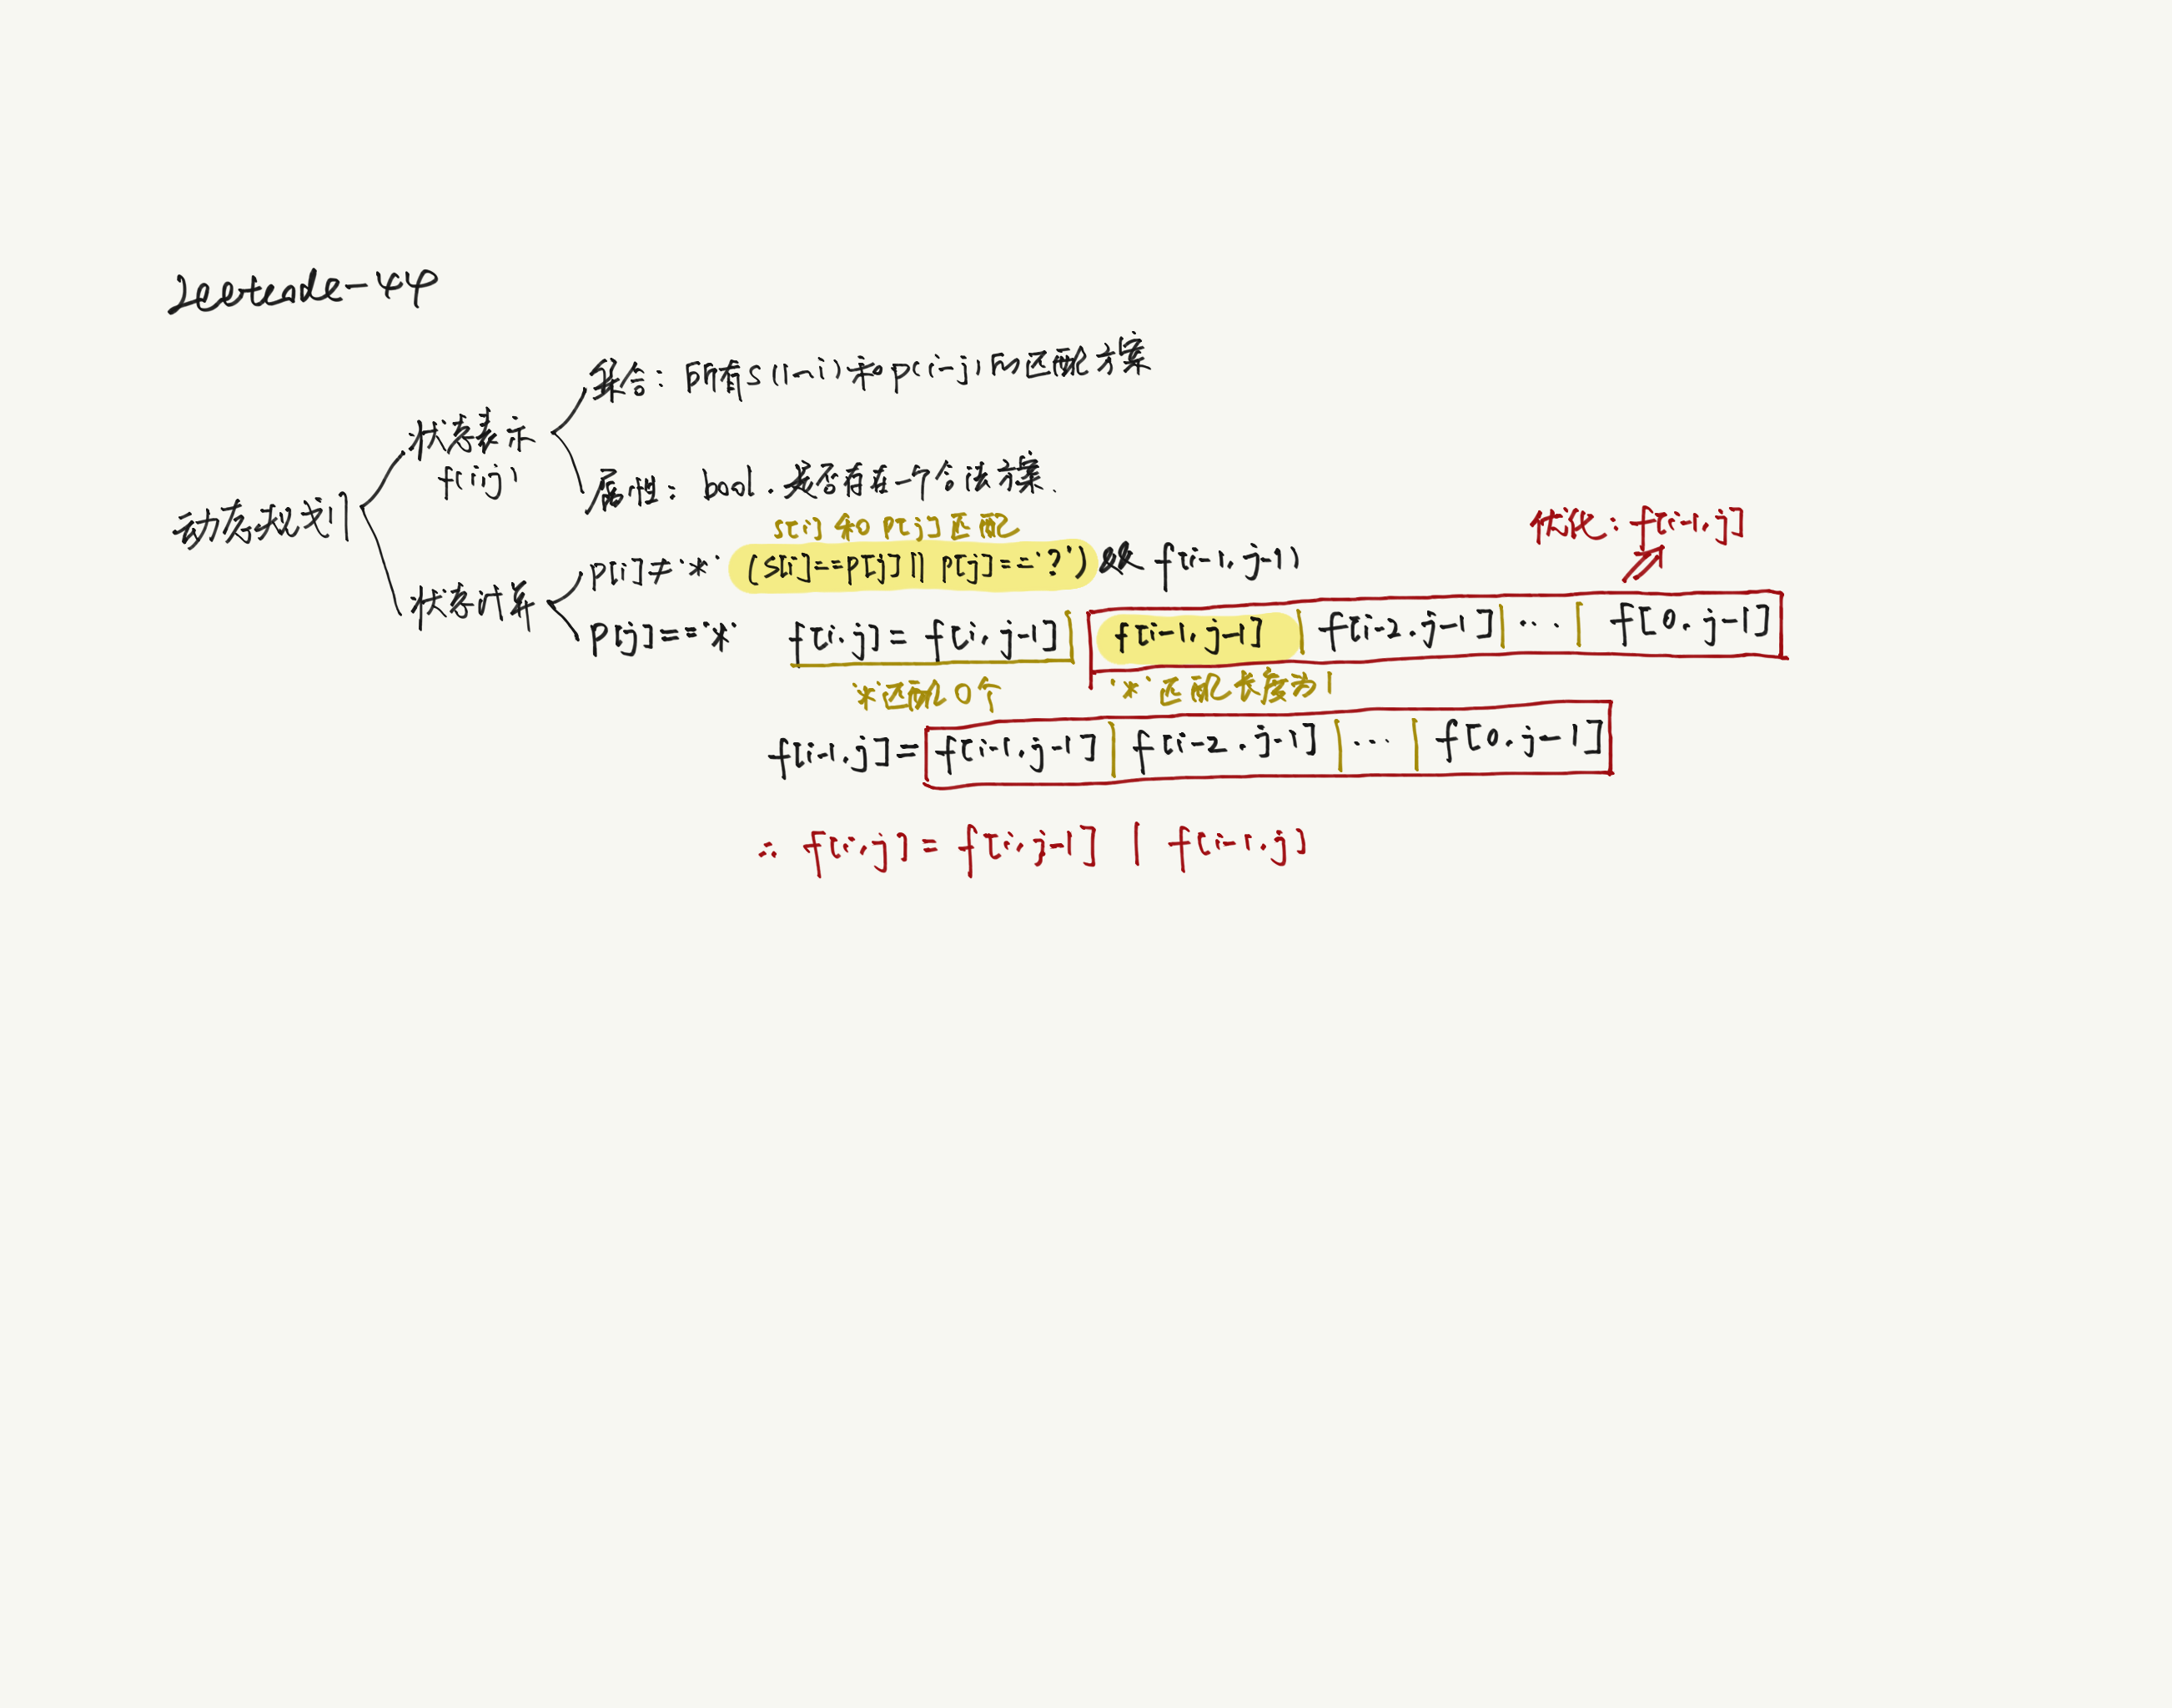 Leetcode-44
集合：所有s(1~i)和p(i-j)的匹配方案
状态表示
f(i,j)
属性：bool.是否存在一个合法方案.
动态规划
s[i]和p[j]匹配
优化：f[i-1,j]
p[i]≠'*' (s[i]==p[j] || p[j]=='?') && f(i-1,j-1)
状态计算
p[j]=='*' f[i,j] = f[i,j-1] | f[i-1,j-1] | f[i-2,j-1] | ... | f[0,j-1]
'*'匹配0个 '*'匹配长度为1
f[i-1,j] = f[i-1,j-1] | f[i-2,j-1] | ... | f[0,j-1]
∴ f[i,j] = f[i,j-1] | f[i-1,j]